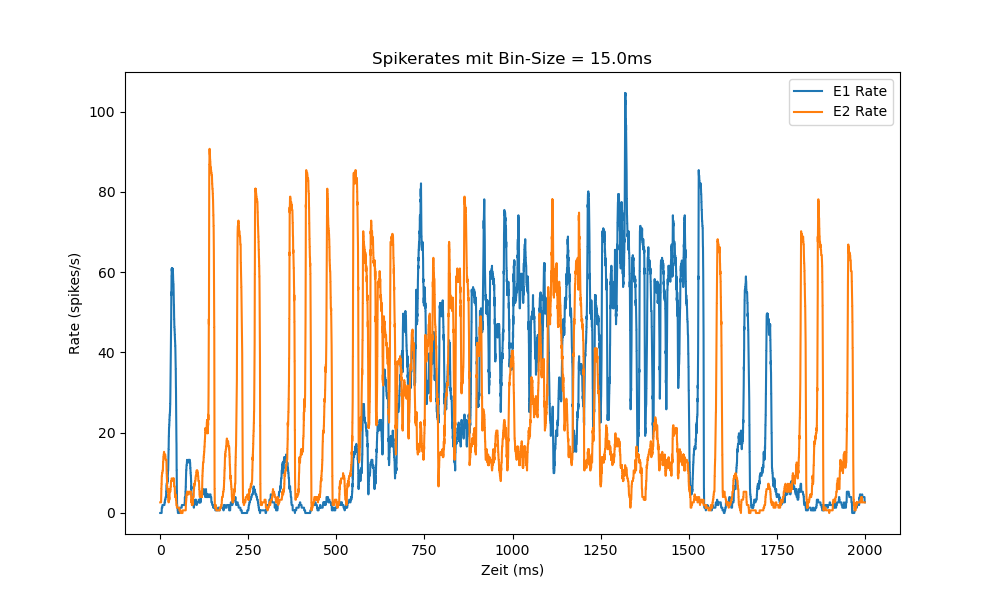 Spikerates mit Bin-Size = 15.0ms
E1 Rate
E2 Rate
Rate (spikes/s)
100
80
60
40
20
0
0 250 500 750 1000 1250 1500 1750 2000
Zeit (ms)